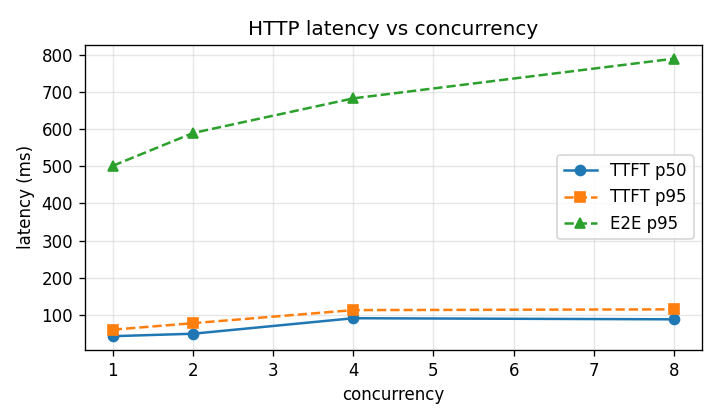 HTTP latency vs concurrency
800
700
600
500
400
300
200
100
latency (ms)
TTFT p50
TTFT p95
E2E p95
1 2 3 4 5 6 7 8
concurrency